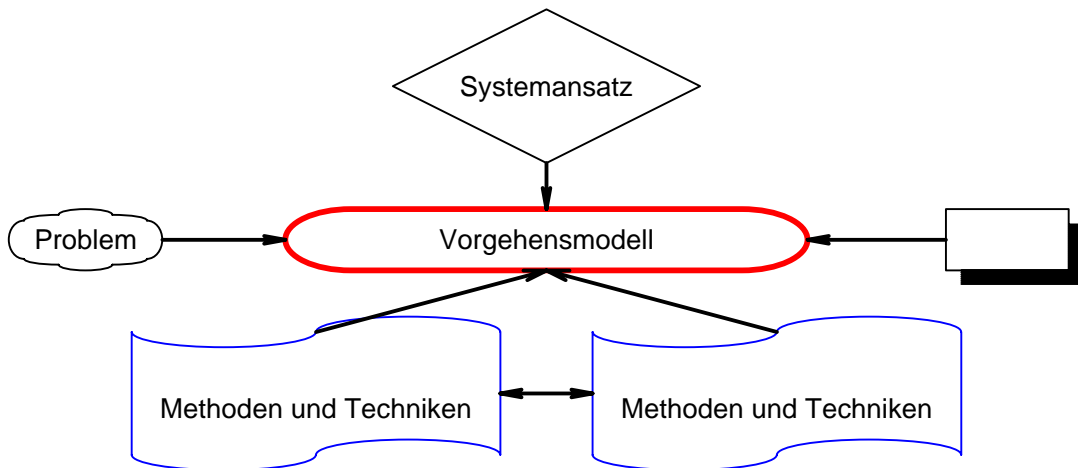 Systemansatz
Problem
Vorgehensmodell
Methoden und Techniken
Methoden und Techniken